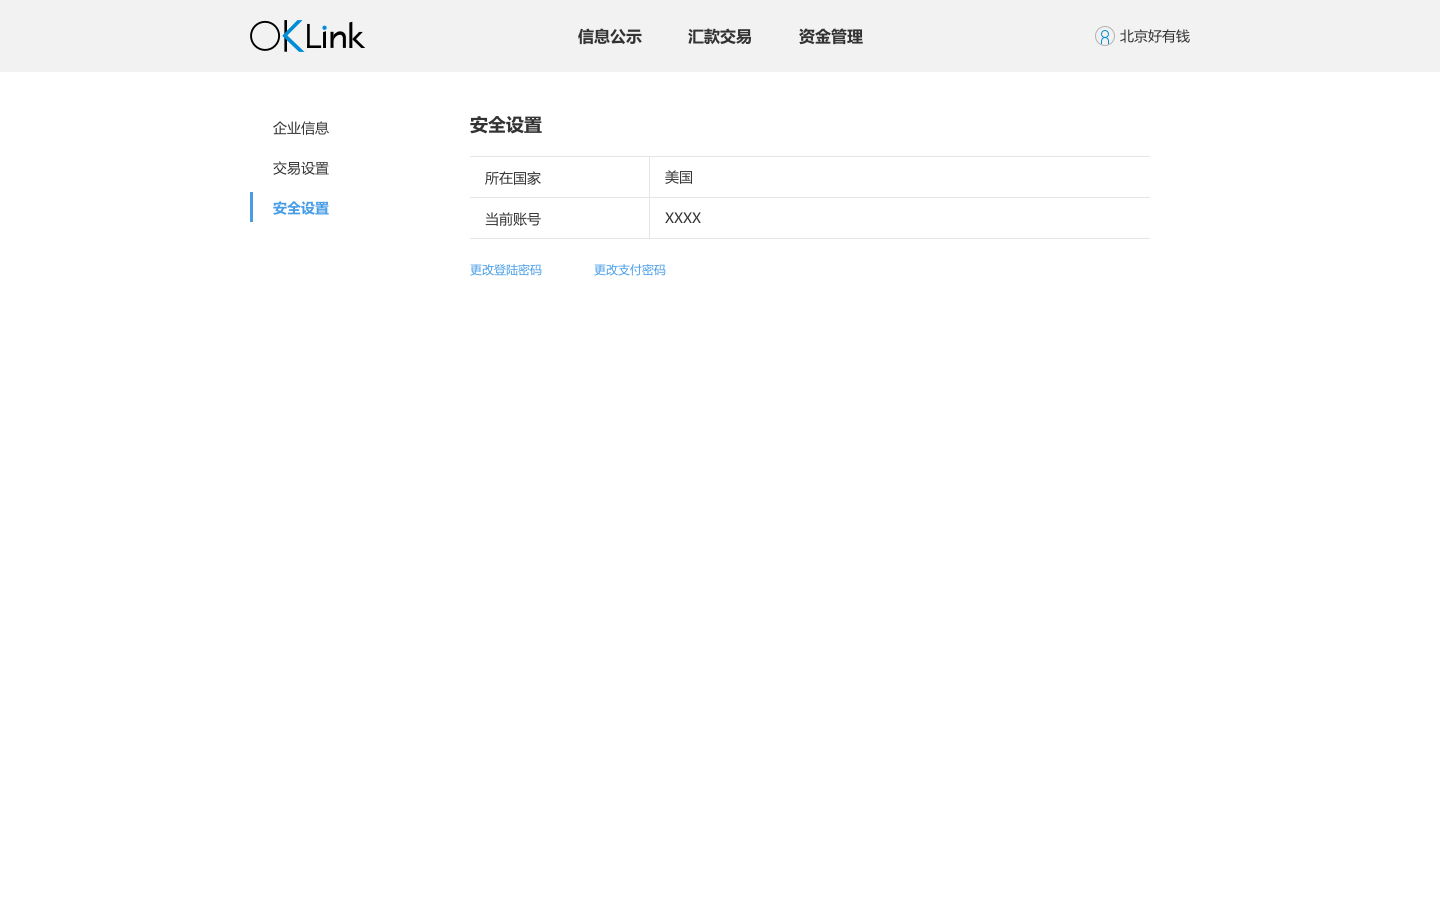 OKLink
信息公示 汇款交易 资金管理
北京好有钱
企业信息
交易设置
安全设置
安全设置
所在国家 美国
当前账号 XXXX
更改登陆密码 更改支付密码